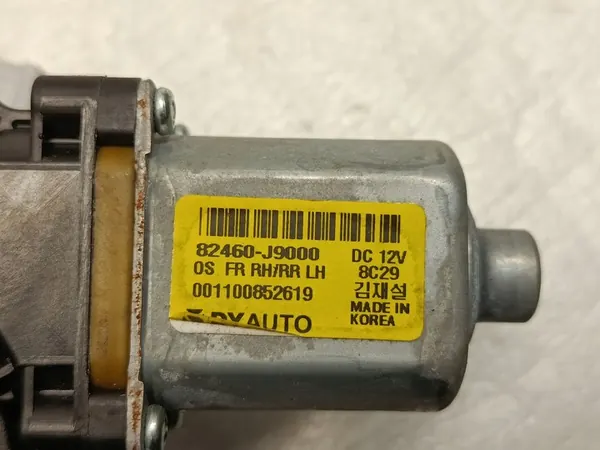 82460-J9000 DC 12V
OS FR RH/RR LH 8C29
001100852619 김재설
MADE IN
DYAUTO KOREA